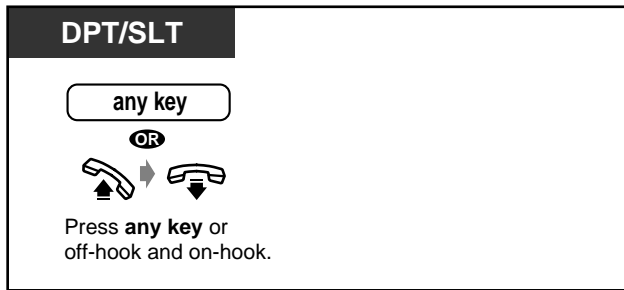 DPT/SLT
any key
OR
Press any key or
off-hook and on-hook.